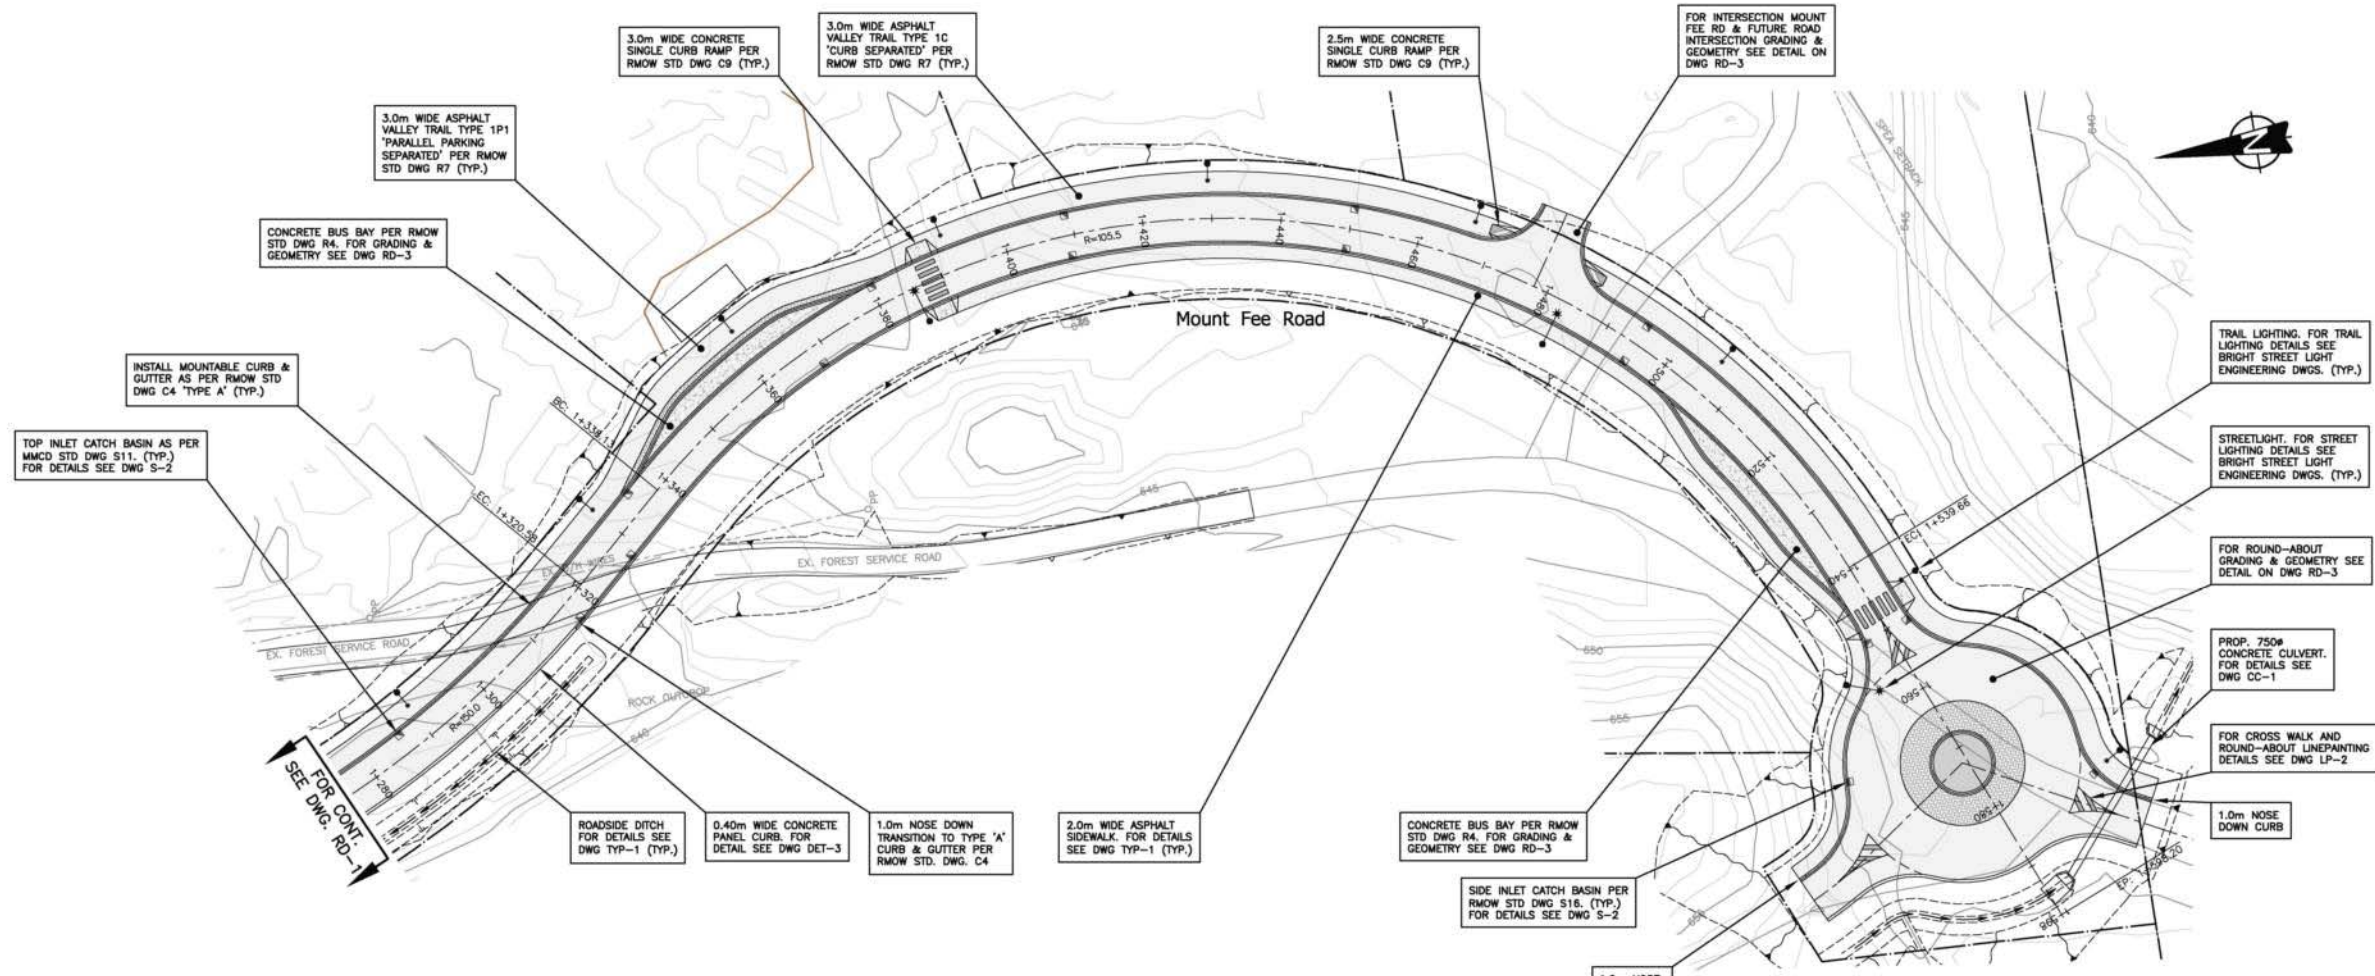 3.0m WIDE CONCRETE
SINGLE CURB RAMP PER
RMOW STD DWG C9 (TYP.)
3.0m WIDE ASPHALT
VALLEY TRAIL TYPE 1C
'CURB SEPARATED' PER
RMOW STD DWG R7 (TYP.)
2.5m WIDE CONCRETE
SINGLE CURB RAMP PER
RMOW STD DWG C9 (TYP.)
FOR INTERSECTION MOUNT
FEE RD & FUTURE ROAD
INTERSECTION GRADING &
GEOMETRY SEE DETAIL ON
DWG RD-3
3.0m WIDE ASPHALT
VALLEY TRAIL TYPE 1P1
'PARALLEL PARKING
SEPARATED' PER RMOW
STD DWG R7 (TYP.)
CONCRETE BUS BAY PER RMOW
STD DWG R4. FOR GRADING &
GEOMETRY SEE DWG RD-3
INSTALL MOUNTABLE CURB &
GUTTER AS PER RMOW STD
DWG C4 'TYPE A' (TYP.)
TOP INLET CATCH BASIN AS PER
MMCD STD DWG S11. (TYP.)
FOR DETAILS SEE DWG S-2
N
SPEA SETBACK
640
645
Mount Fee Road
R=105.5
1+400
1+420
1+440
1+460
1+480
1+500
1+520
1+540
1+560
1+580
1+380
1+360
1+340
1+320
1+300
1+280
R=150.0
BC: 1+338.13
EC: 1+320.58
EC: 1+539.66
645
PP
PP
EX. FOREST SERVICE ROAD
EX. FOREST SERVICE ROAD
ROCK OUTCROP
640
650
655
598
FOR CONT.
SEE DWG. RD-1
TRAIL LIGHTING. FOR TRAIL
LIGHTING DETAILS SEE
BRIGHT STREET LIGHT
ENGINEERING DWGS. (TYP.)
STREETLIGHT. FOR STREET
LIGHTING DETAILS SEE
BRIGHT STREET LIGHT
ENGINEERING DWGS. (TYP.)
FOR ROUND-ABOUT
GRADING & GEOMETRY SEE
DETAIL ON DWG RD-3
PROP. 750ø
CONCRETE CULVERT.
FOR DETAILS SEE
DWG CC-1
FOR CROSS WALK AND
ROUND-ABOUT LINEPAINTING
DETAILS SEE DWG LP-2
1.0m NOSE
DOWN CURB
ROADSIDE DITCH
FOR DETAILS SEE
DWG TYP-1 (TYP.)
0.40m WIDE CONCRETE
PANEL CURB. FOR
DETAIL SEE DWG DET-3
1.0m NOSE DOWN
TRANSITION TO TYPE 'A'
CURB & GUTTER PER
RMOW STD. DWG. C4
2.0m WIDE ASPHALT
SIDEWALK. FOR DETAILS
SEE DWG TYP-1 (TYP.)
CONCRETE BUS BAY PER RMOW
STD DWG R4. FOR GRADING &
GEOMETRY SEE DWG RD-3
SIDE INLET CATCH BASIN PER
RMOW STD DWG S16. (TYP.)
FOR DETAILS SEE DWG S-2